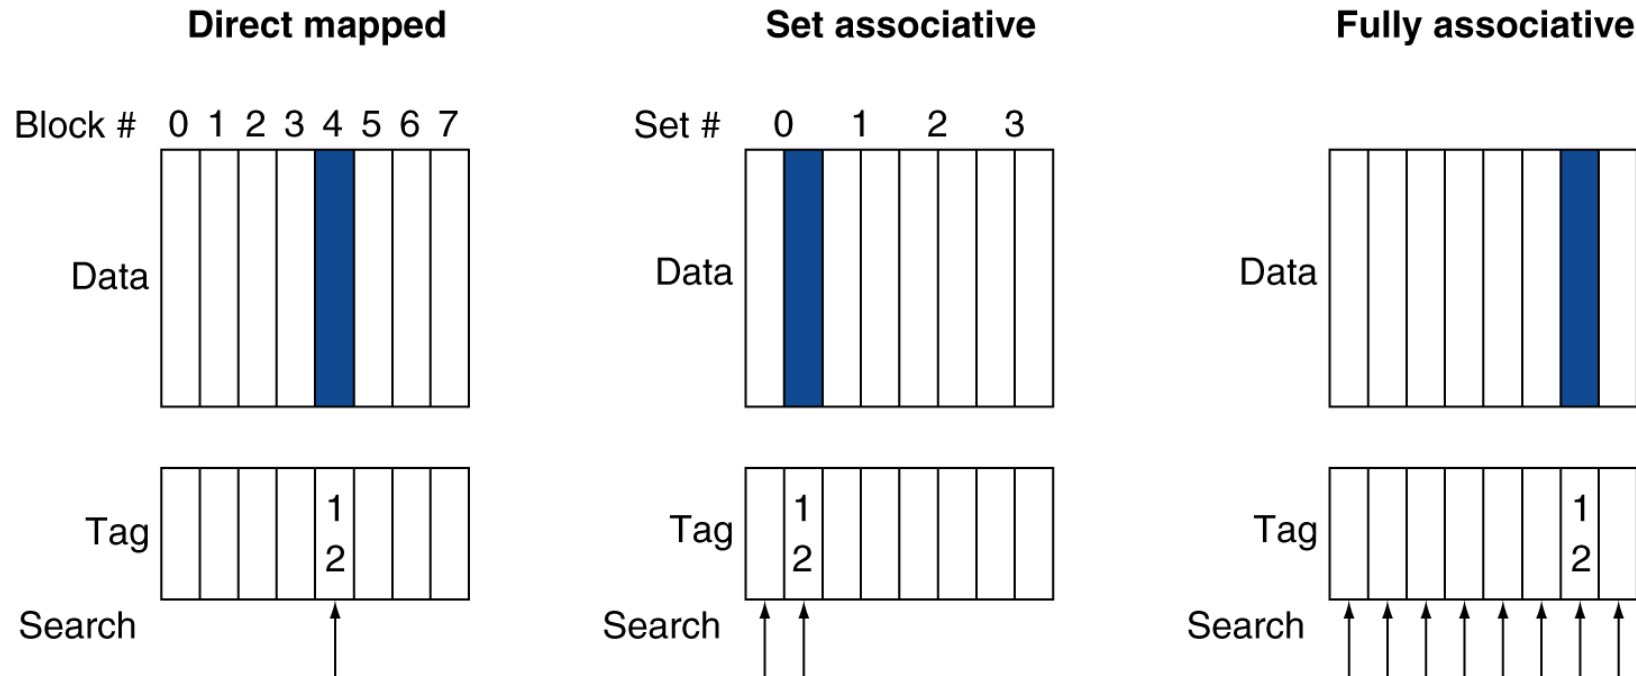 Direct mapped
Block # 0 1 2 3 4 5 6 7
Data
Tag
1
2
Search
Set associative
Set # 0 1 2 3
Data
Tag
1
2
Search
Fully associative
Data
Tag
1
2
Search